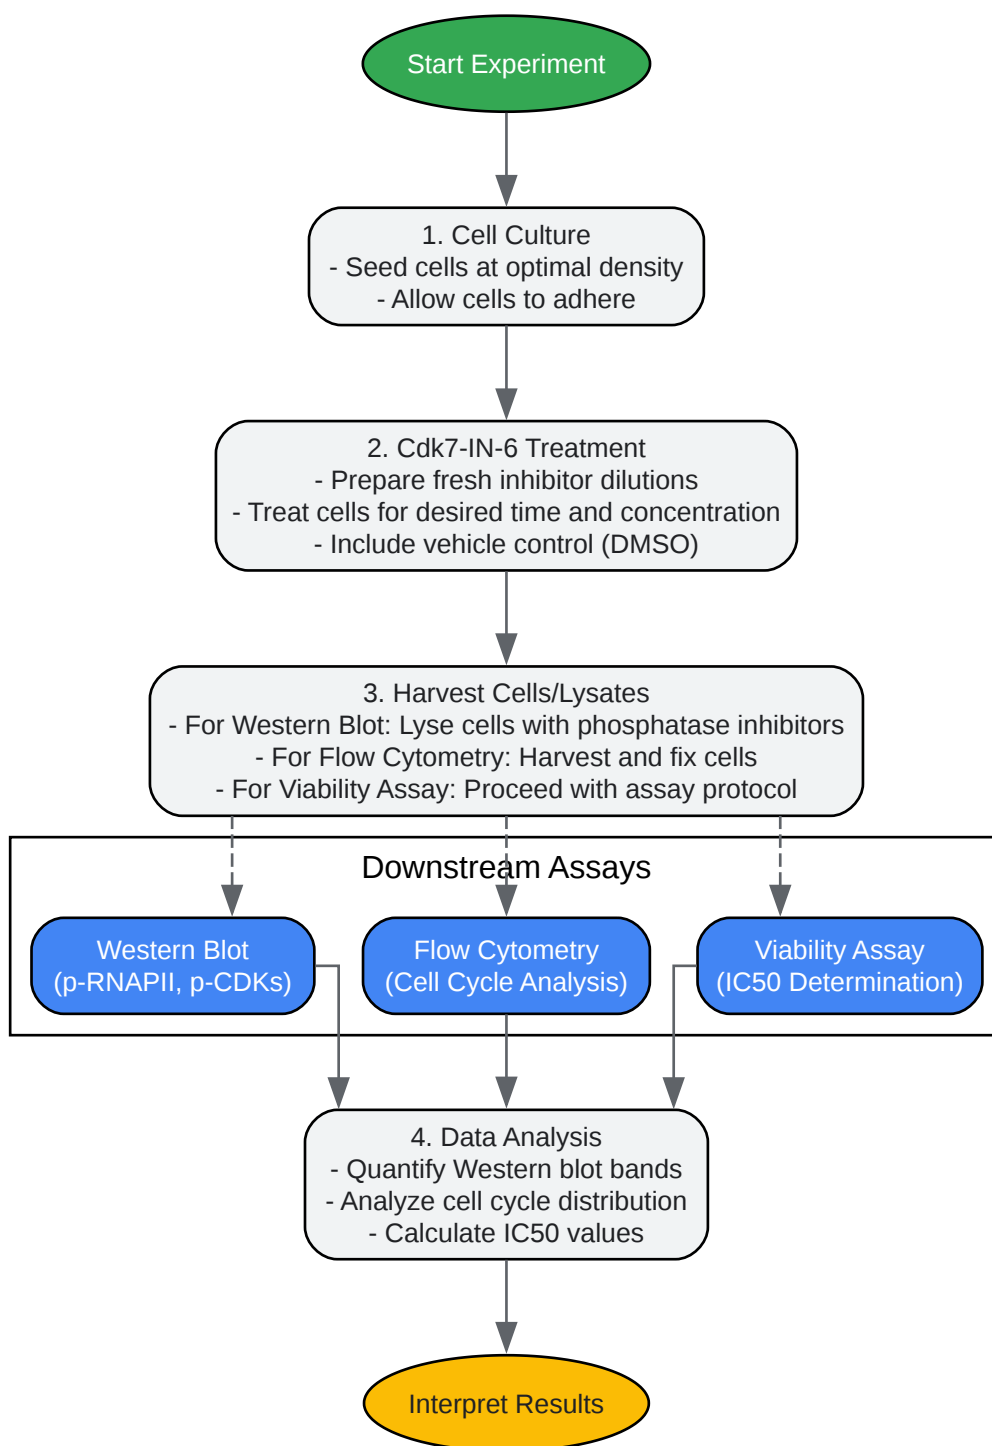 Start Experiment
1. Cell Culture
- Seed cells at optimal density
- Allow cells to adhere
2. Cdk7-IN-6 Treatment
- Prepare fresh inhibitor dilutions
- Treat cells for desired time and concentration
- Include vehicle control (DMSO)
3. Harvest Cells/Lysates
- For Western Blot: Lyse cells with phosphatase inhibitors
- For Flow Cytometry: Harvest and fix cells
- For Viability Assay: Proceed with assay protocol
Downstream Assays
Western Blot
(p-RNAPII, p-CDKs)
Flow Cytometry
(Cell Cycle Analysis)
Viability Assay
(IC50 Determination)
4. Data Analysis
- Quantify Western blot bands
- Analyze cell cycle distribution
- Calculate IC50 values
Interpret Results